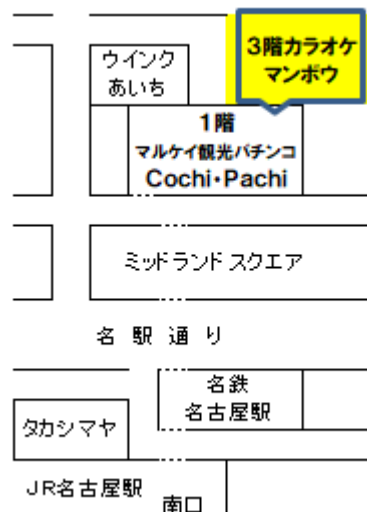 ウインク
あいち
3階カラオケ
マンボウ
1階
マルケイ観光パチンコ
Cochi・Pachi
ミッドランドスクエア
名駅通り
名鉄
名古屋駅
タカシマヤ
JR名古屋駅
南口